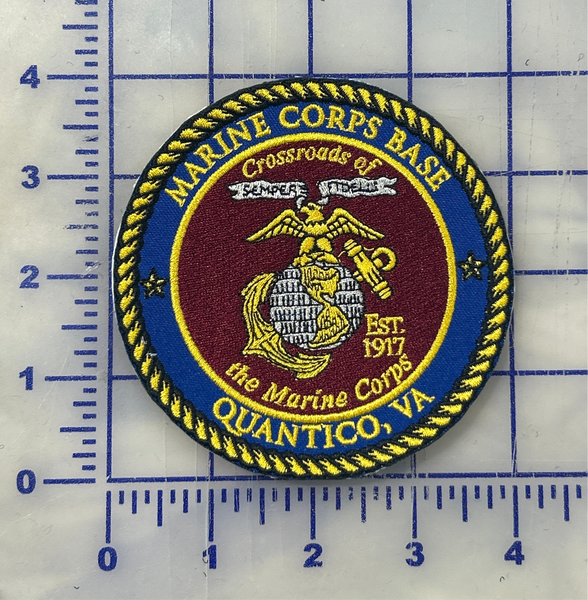 MARINE CORPS BASE
Crossroads of
SEMPER FIDELIS
EST.
1917
the Marine Corps
QUANTICO, VA
4
3
2
1
0
0 1 2 3 4